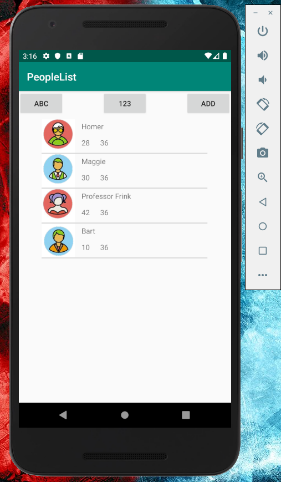 3:16
PeopleList
ABC 123 ADD
Homer
28 36
Maggie
30 36
Professor Frink
42 36
Bart
10 36